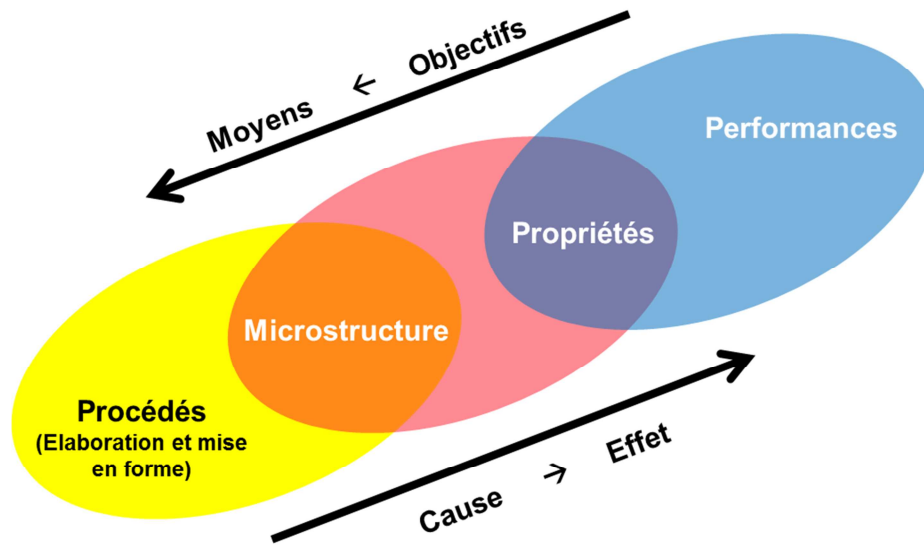 Moyens ← Objectifs
Performances
Propriétés
Microstructure
Procédés
(Elaboration et mise
en forme)
Cause → Effet